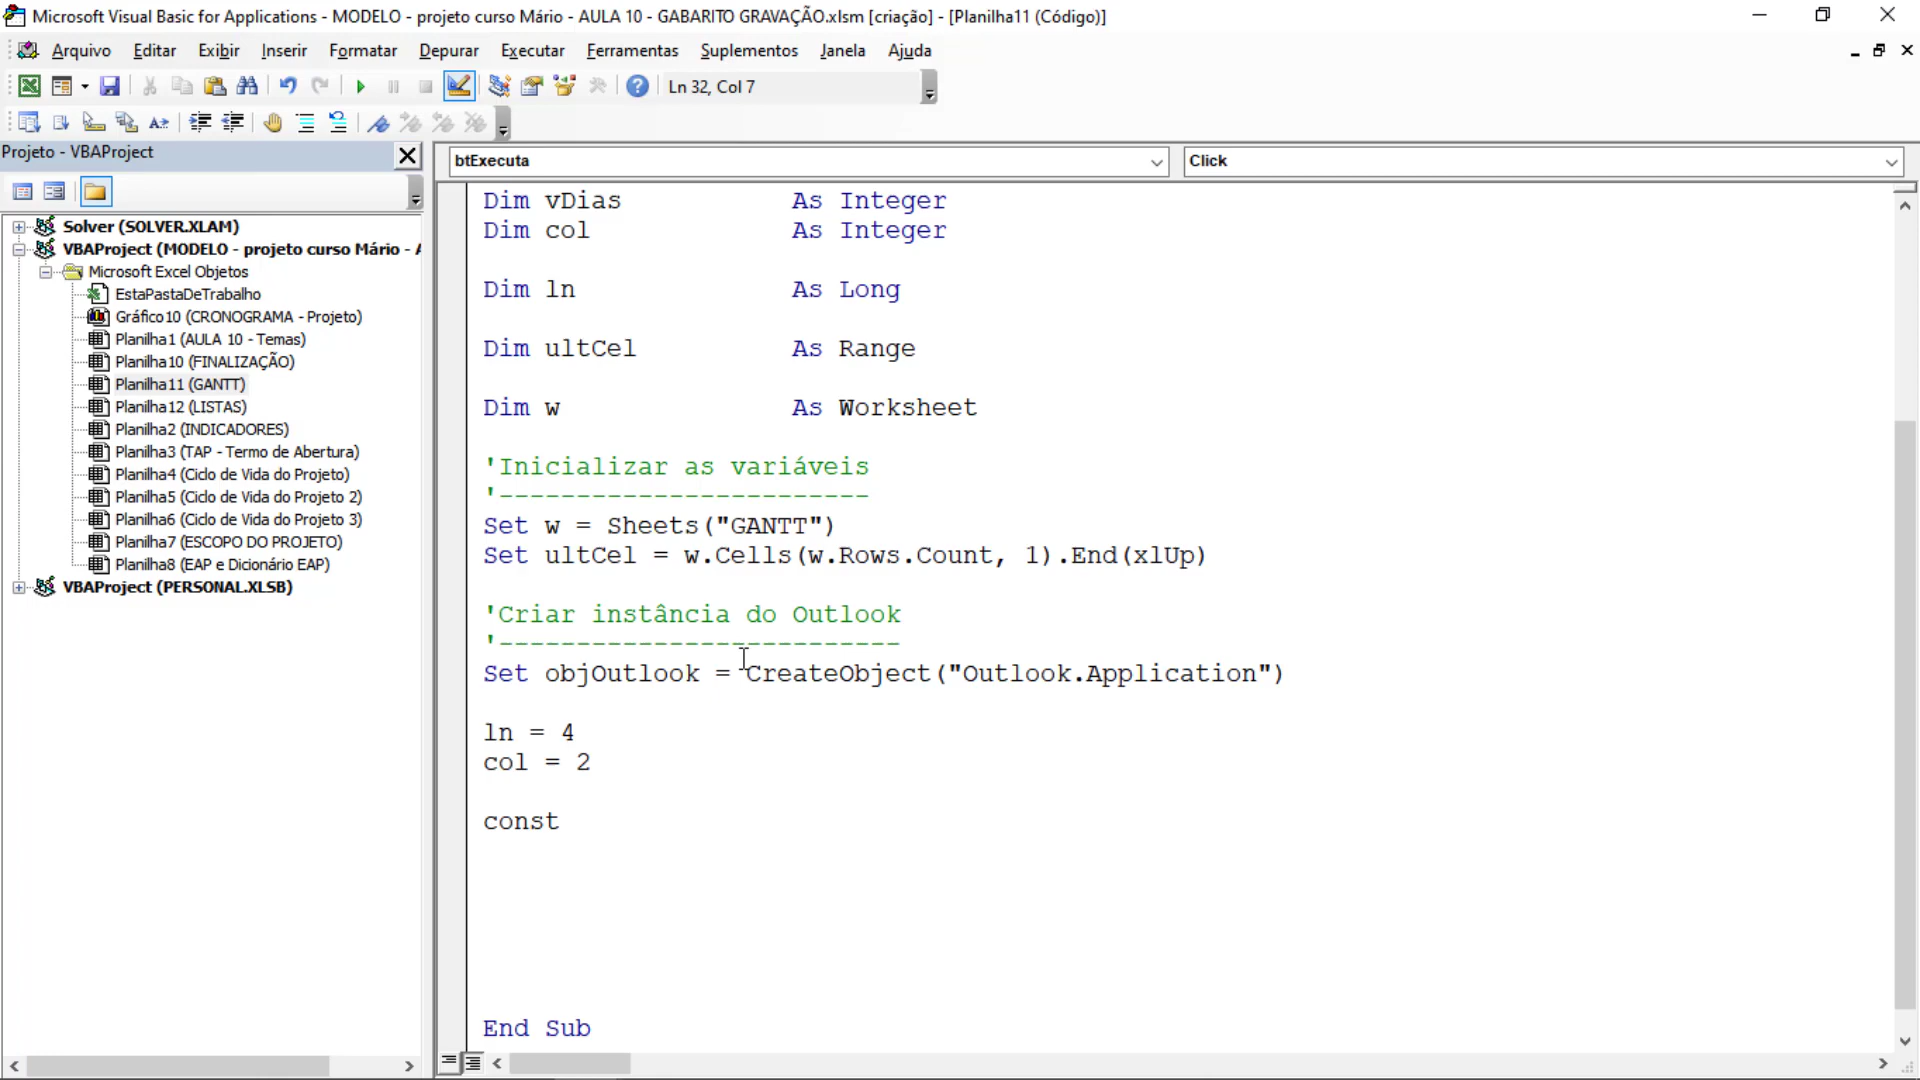 Microsoft Visual Basic for Applications - MODELO - projeto curso Mário - AULA 10 - GABARITO GRAVAÇÃO.xlsm [criação] - [Planilha11 (Código)]
Arquivo Editar Exibir Inserir Formatar Depurar Executar Ferramentas Suplementos Janela Ajuda
Ln 32, Col 7
Projeto - VBAProject
Solver (SOLVER.XLAM)
VBAProject (MODELO - projeto curso Mário - A
Microsoft Excel Objetos
EstaPastaDeTrabalho
Gráfico10 (CRONOGRAMA - Projeto)
Planilha1 (AULA 10 - Temas)
Planilha10 (FINALIZAÇÃO)
Planilha11 (GANTT)
Planilha12 (LISTAS)
Planilha2 (INDICADORES)
Planilha3 (TAP - Termo de Abertura)
Planilha4 (Ciclo de Vida do Projeto)
Planilha5 (Ciclo de Vida do Projeto 2)
Planilha6 (Ciclo de Vida do Projeto 3)
Planilha7 (ESCOPO DO PROJETO)
Planilha8 (EAP e Dicionário EAP)
VBAProject (PERSONAL.XLSB)
btExecuta
Click
Dim vDias As Integer
Dim col As Integer
Dim ln As Long
Dim ultCel As Range
Dim w As Worksheet
'Inicializar as variáveis
'------------------------
Set w = Sheets("GANTT")
Set ultCel = w.Cells(w.Rows.Count, 1).End(xlUp)
'Criar instância do Outlook
'--------------------------
Set objOutlook = CreateObject("Outlook.Application")
ln = 4
col = 2
const
End Sub